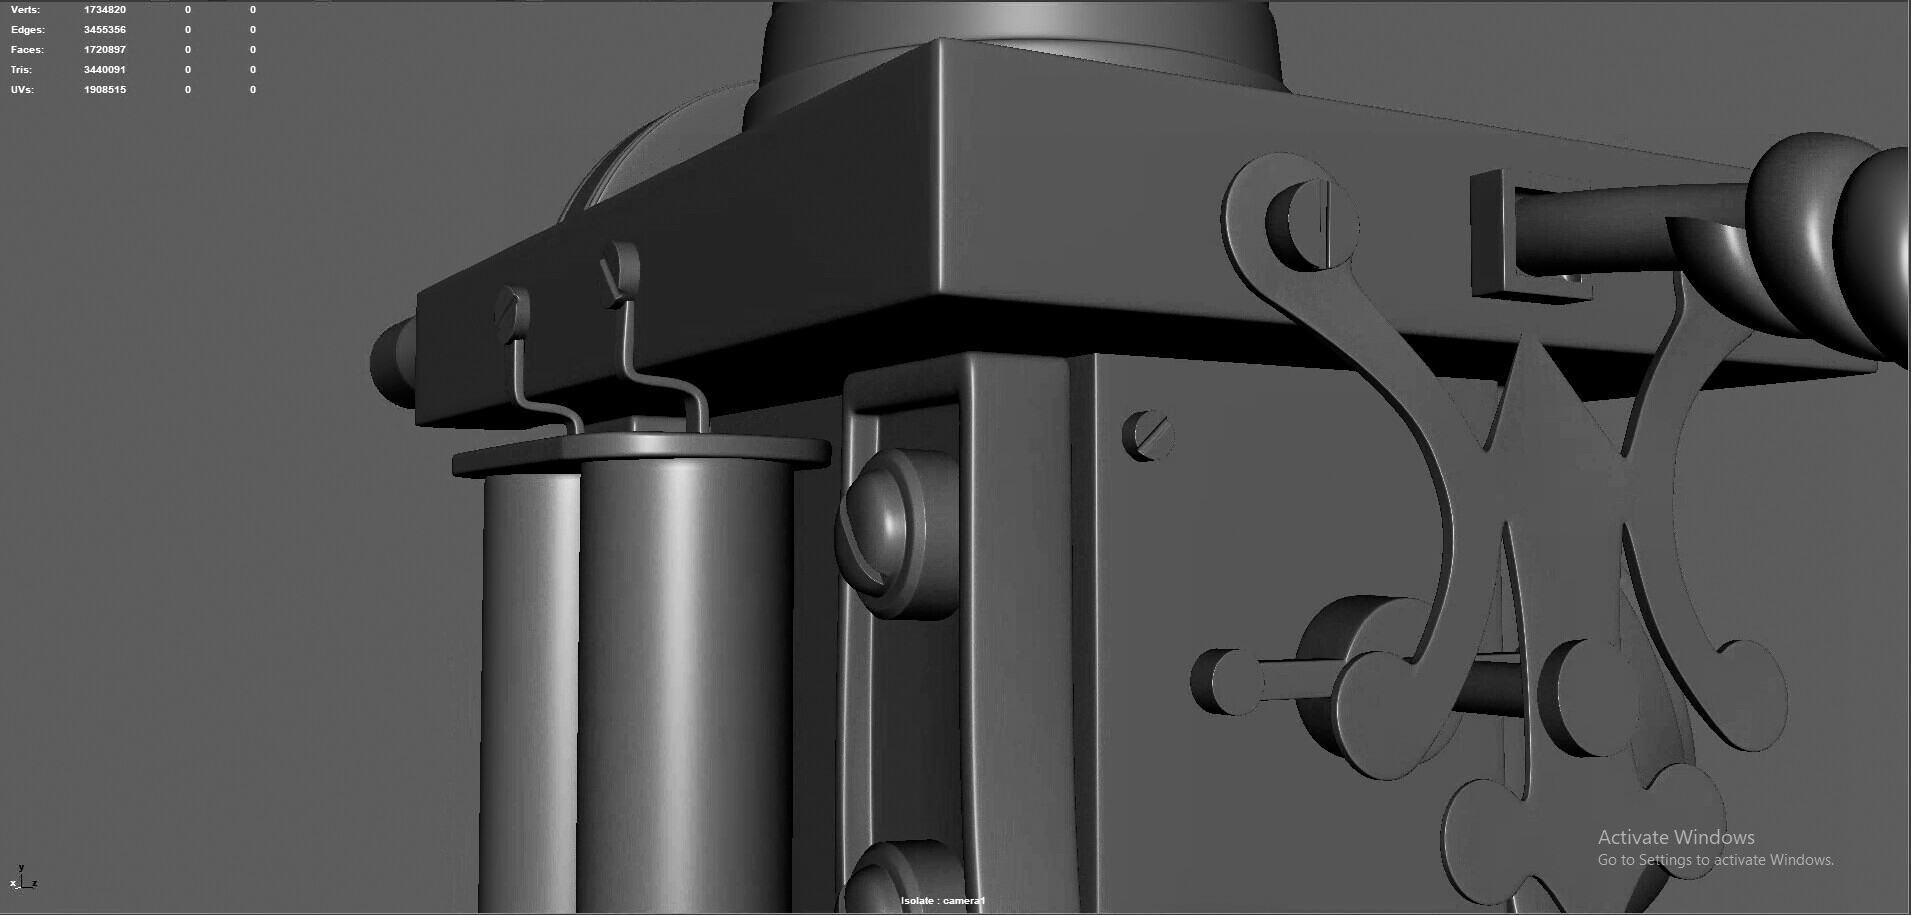 Verts: 1734820 0 0
Edges: 3455356 0 0
Faces: 1720897 0 0
Tris: 3440091 0 0
UVs: 1908515 0 0
Activate Windows
Go to Settings to activate Windows.
y
x z
Isolate : camera1